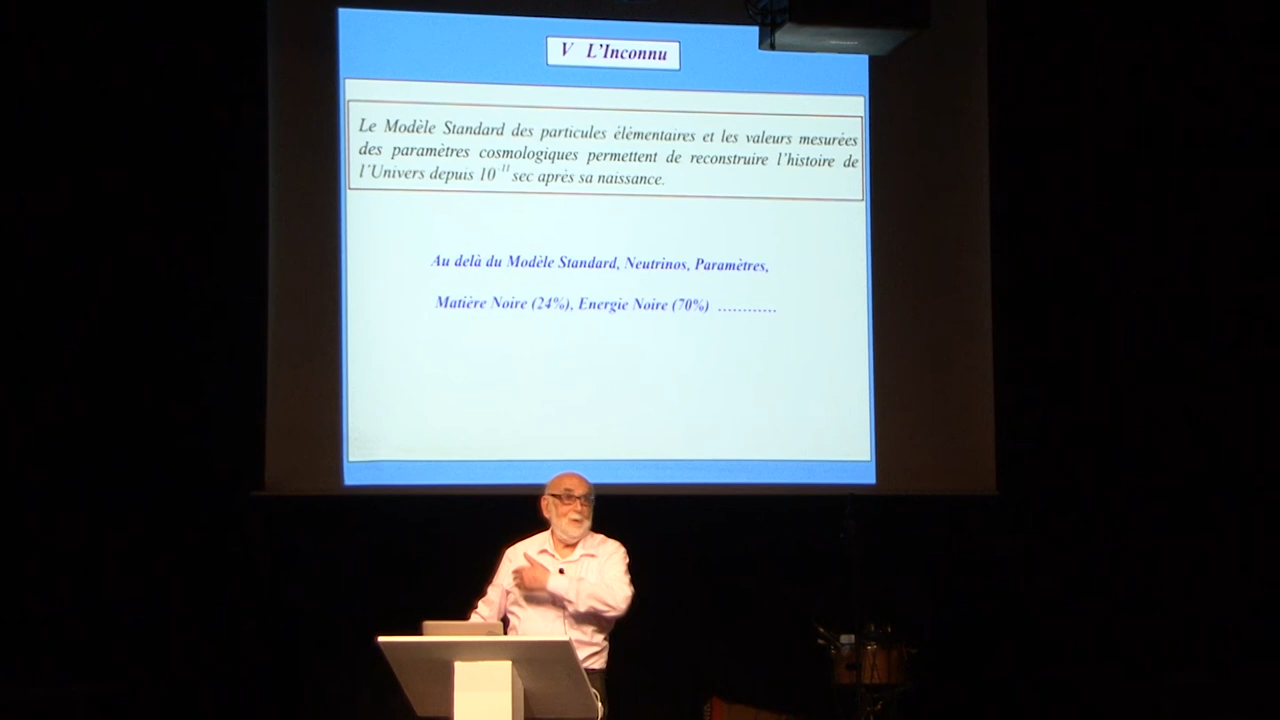 V L'Inconnu
Le Modèle Standard des particules élémentaires et les valeurs mesurées
des paramètres cosmologiques permettent de reconstruire l'histoire de
l'Univers depuis 10⁻¹¹ sec après sa naissance.
Au delà du Modèle Standard, Neutrinos, Paramètres,
Matière Noire (24%), Energie Noire (70%) ............